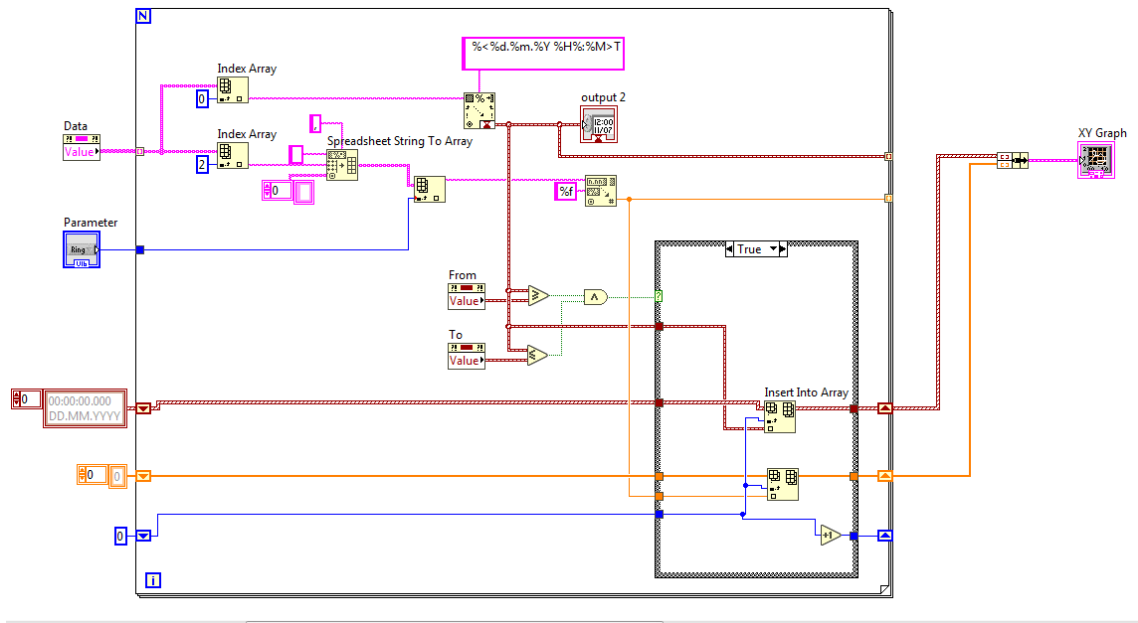 N
%<%d.%m.%Y %H%:%M>T
Index Array
0
output 2
12:00
11/07
Data
Value
Index Array
2
,
Spreadsheet String To Array
XY Graph
0
%f
Parameter
Ring
True
From
Value
To
Value
0
00:00:00.000
DD.MM.YYYY
Insert Into Array
0
0
0
+1
i